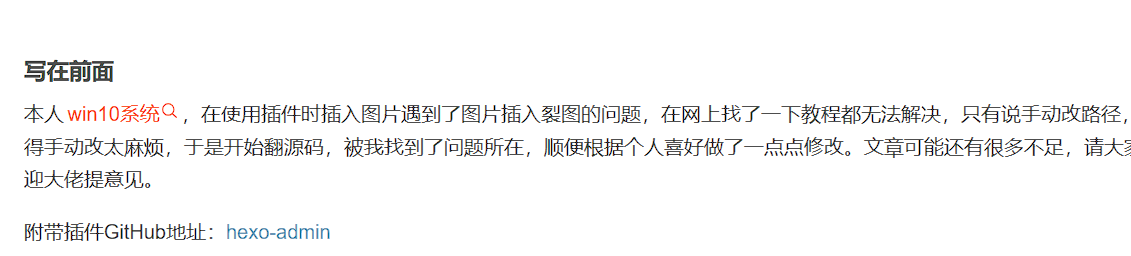 写在前面
本人win10系统，在使用插件时插入图片遇到了图片插入裂图的问题，在网上找了一下教程都无法解决，只有说手动改路径，
得手动改太麻烦，于是开始翻源码，被我找到了问题所在，顺便根据个人喜好做了一点点修改。文章可能还有很多不足，请大家
迎大佬提意见。
附带插件GitHub地址：hexo-admin